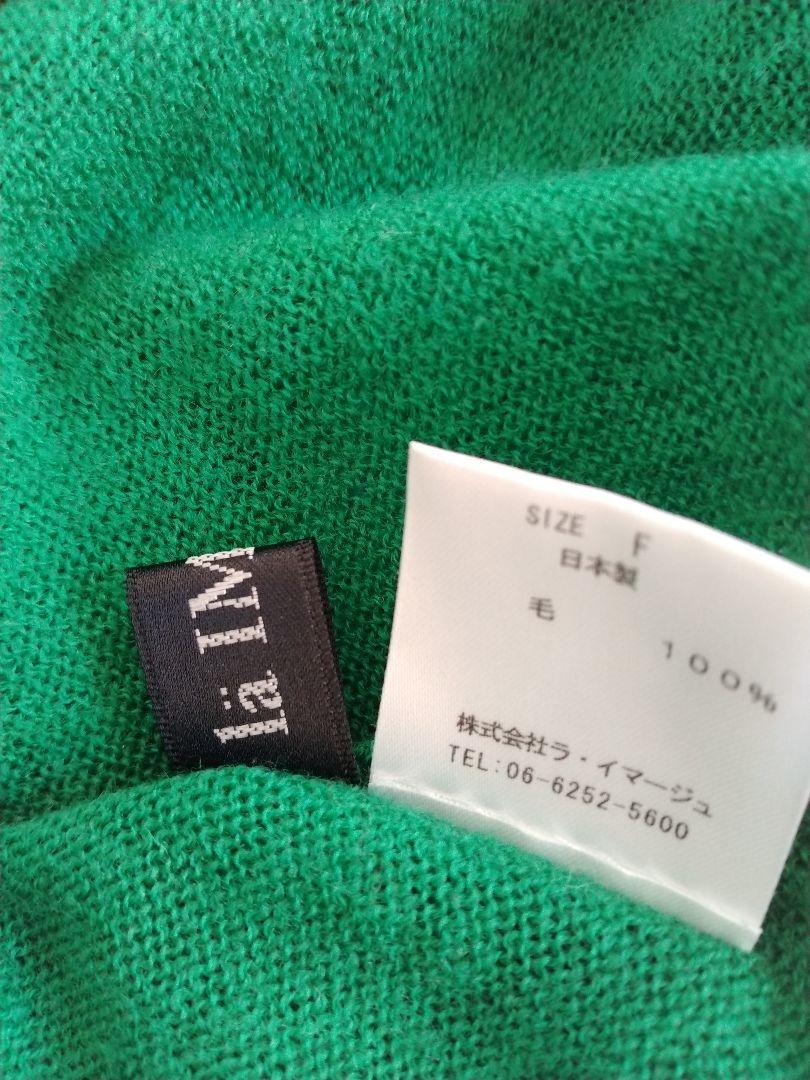 là IM
SIZE F
日本製
毛
100%
株式会社ラ・イマージュ
TEL:06-6252-5600